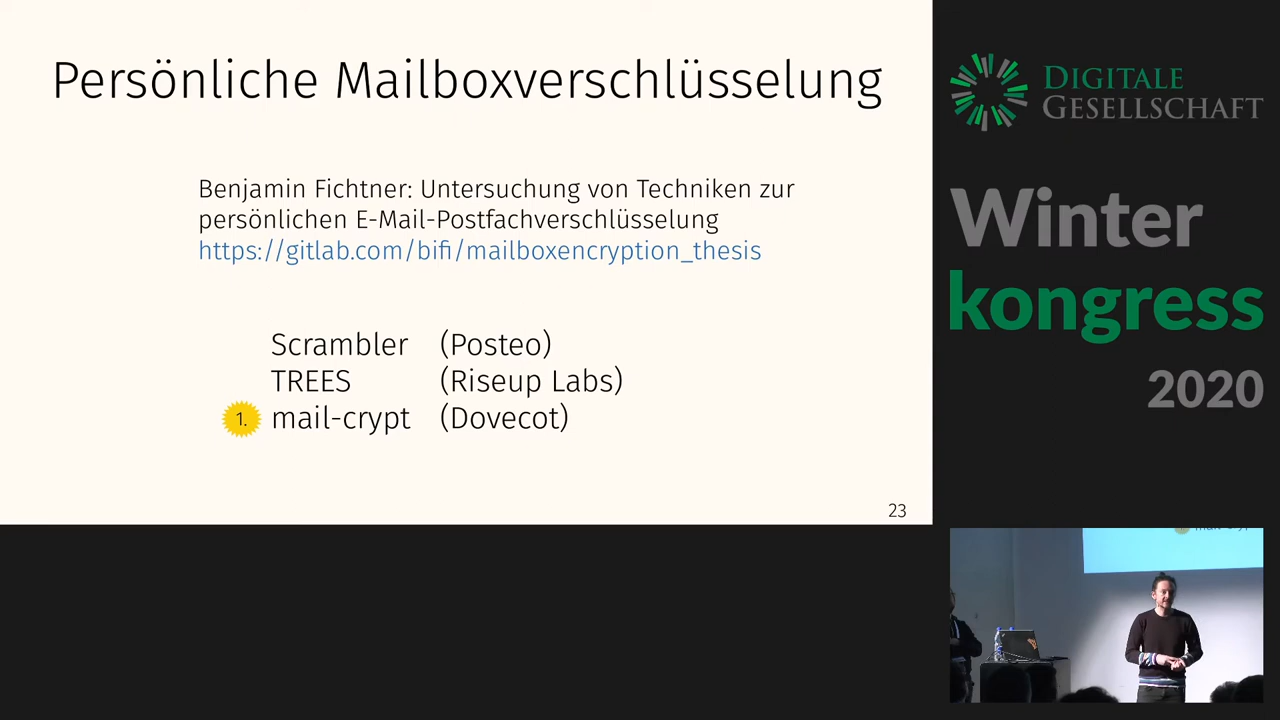 Persönliche Mailboxverschlüsselung
Benjamin Fichtner: Untersuchung von Techniken zur
persönlichen E-Mail-Postfachverschlüsselung
https://gitlab.com/bifi/mailboxencryption_thesis
Scrambler (Posteo)
TREES (Riseup Labs)
1. mail-crypt (Dovecot)
23
DIGITALE
GESELLSCHAFT
Winter
kongress
2020